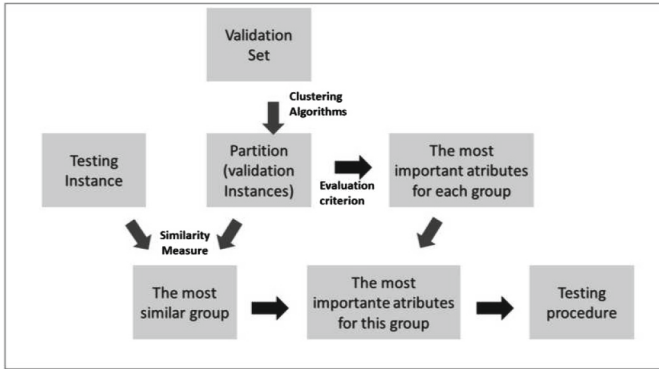 Validation
Set
Clustering
Algorithms
Testing
Instance
Partition
(validation
Instances)
Evaluation
criterion
The most
important atributes
for each group
Similarity
Measure
The most
similar group
The most
importante atributes
for this group
Testing
procedure